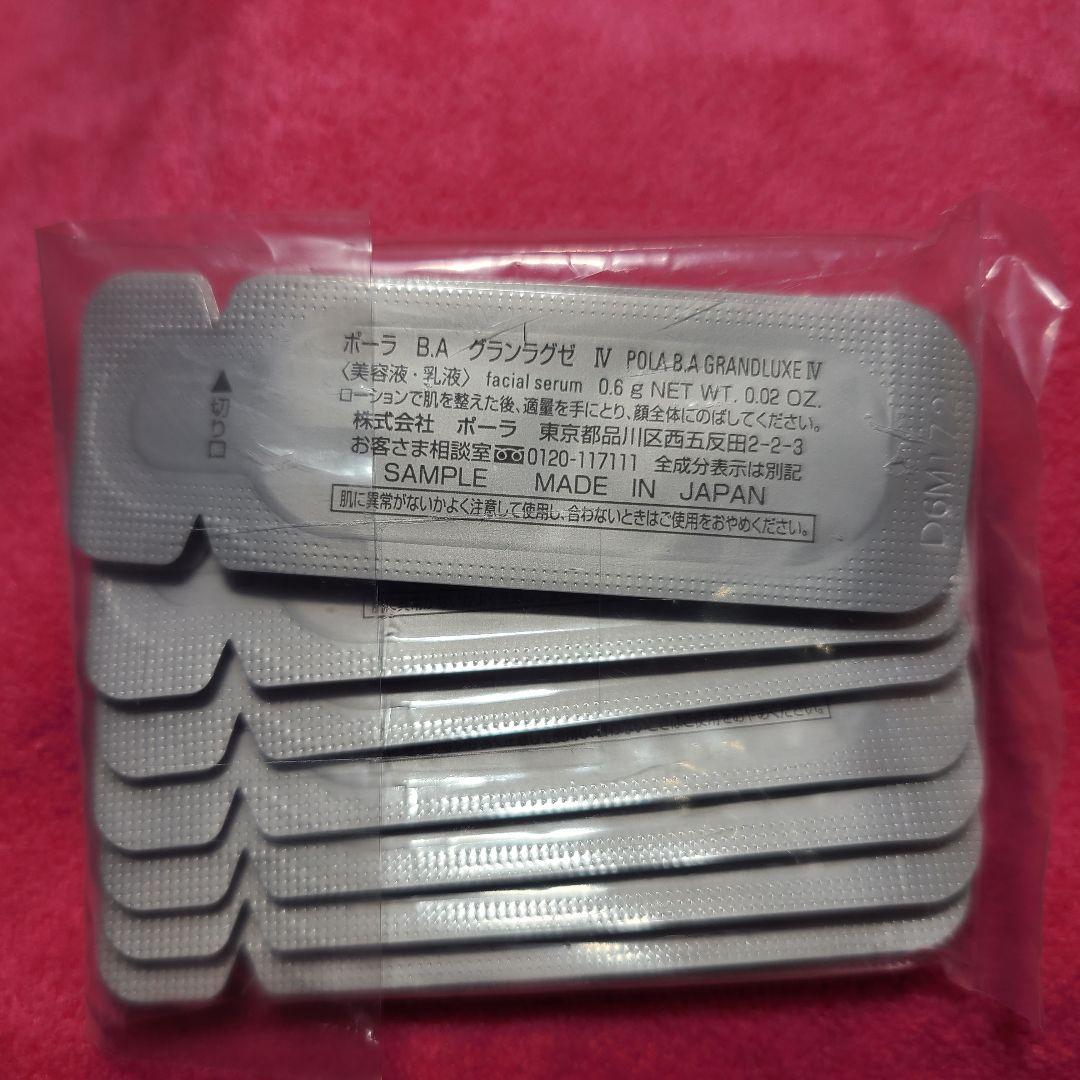 ポーラ B.A グランラグゼ Ⅳ POLA B.A GRANDLUXE Ⅳ
〈美容液・乳液〉 facial serum 0.6 g NET WT. 0.02 OZ.
ローションで肌を整えた後、適量を手にとり、顔全体にのばしてください。
株式会社 ポーラ 東京都品川区西五反田2-2-3
お客さま相談室 0120-117111 全成分表示は別記
SAMPLE MADE IN JAPAN
肌に異常がないかよく注意して使用し、合わないときはご使用をおやめください。
▲切り口